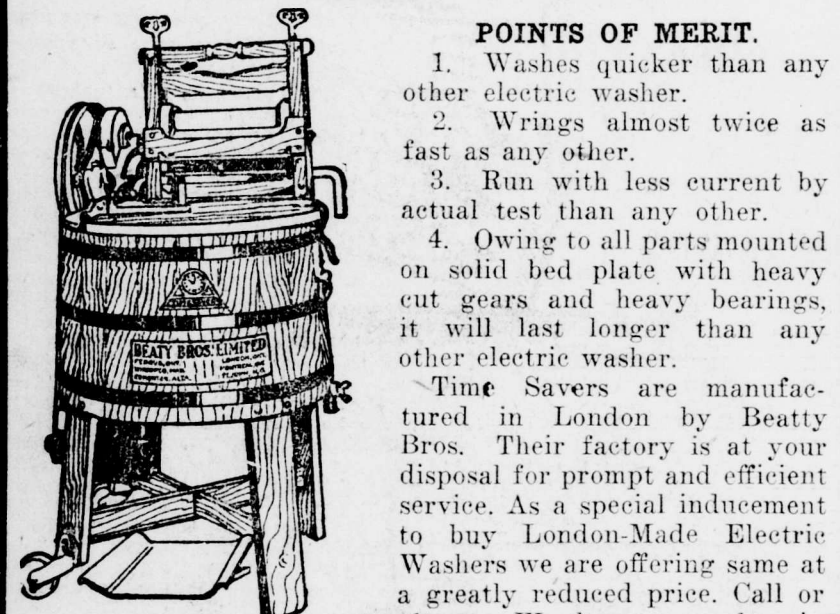 POINTS OF MERIT.
1. Washes quicker than any
other electric washer.
2. Wrings almost twice as
fast as any other.
3. Run with less current by
actual test than any other.
4. Owing to all parts mounted
on solid bed plate with heavy
cut gears and heavy bearings,
it will last longer than any
other electric washer.
Time Savers are manufac-
tured in London by Beatty
Bros. Their factory is at your
disposal for prompt and efficient
service. As a special inducement
to buy London-Made Electric
Washers we are offering same at
a greatly reduced price. Call or
BEATY BROS. LIMITED
LONDON, ONT.